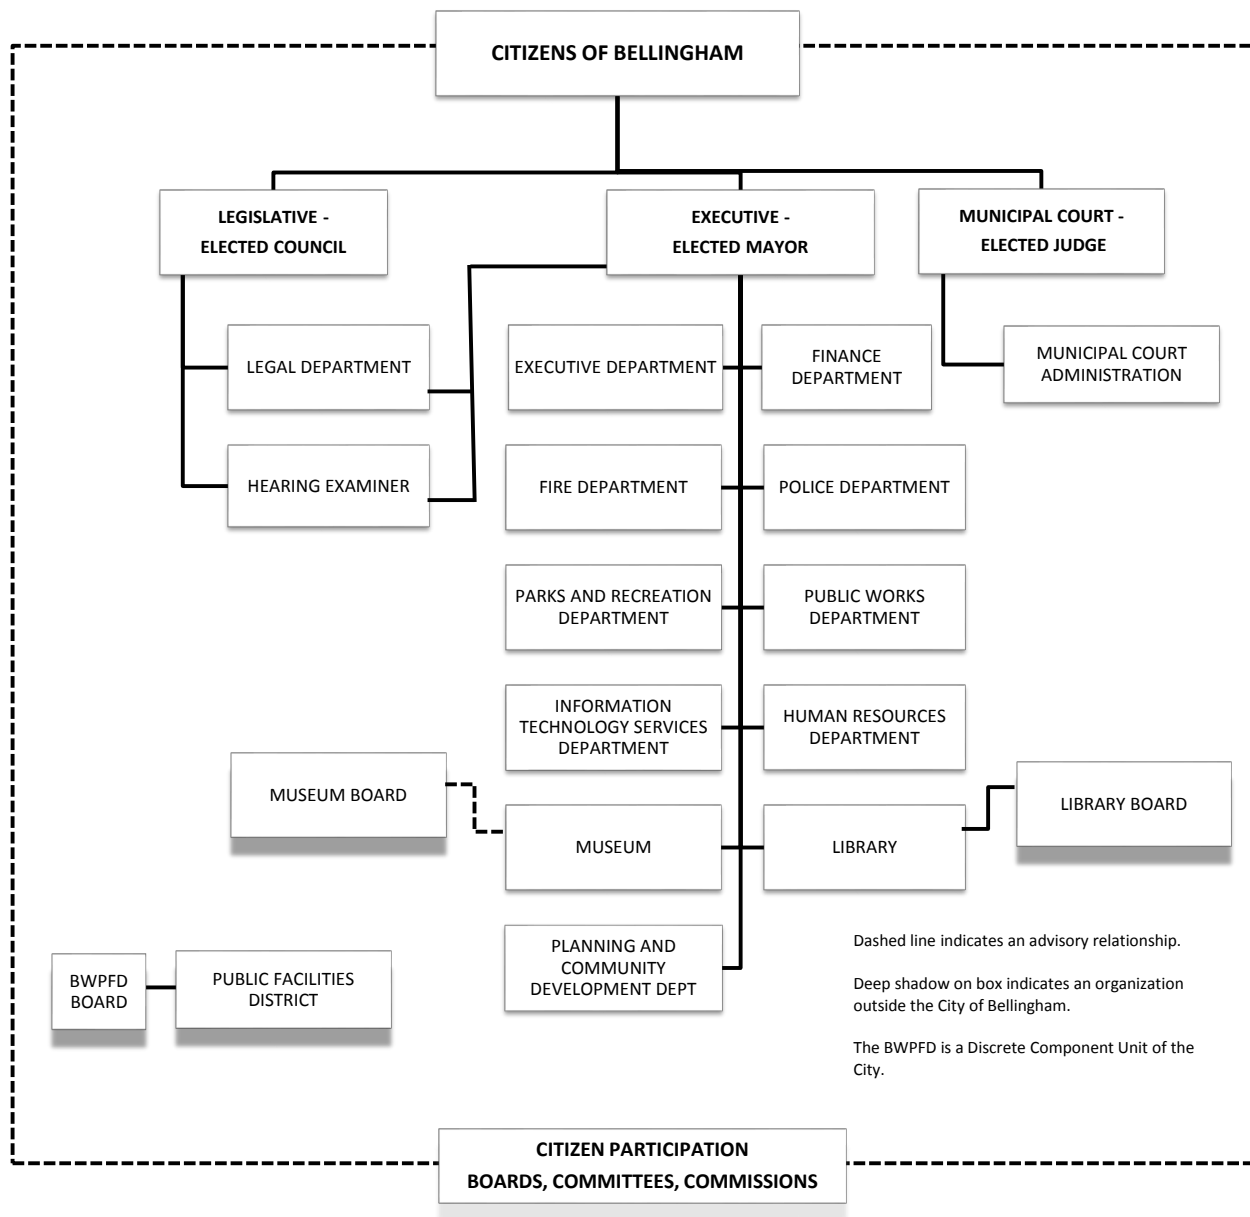 CITIZENS OF BELLINGHAM
LEGISLATIVE -
ELECTED COUNCIL
EXECUTIVE -
ELECTED MAYOR
MUNICIPAL COURT -
ELECTED JUDGE
LEGAL DEPARTMENT
EXECUTIVE DEPARTMENT
FINANCE
DEPARTMENT
MUNICIPAL COURT
ADMINISTRATION
HEARING EXAMINER
FIRE DEPARTMENT
POLICE DEPARTMENT
PARKS AND RECREATION
DEPARTMENT
PUBLIC WORKS
DEPARTMENT
INFORMATION
TECHNOLOGY SERVICES
DEPARTMENT
HUMAN RESOURCES
DEPARTMENT
MUSEUM BOARD
MUSEUM
LIBRARY
LIBRARY BOARD
BWPFD
BOARD
PUBLIC FACILITIES
DISTRICT
PLANNING AND
COMMUNITY
DEVELOPMENT DEPT
Dashed line indicates an advisory relationship.
Deep shadow on box indicates an organization
outside the City of Bellingham.
The BWPFD is a Discrete Component Unit of the
City.
CITIZEN PARTICIPATION
BOARDS, COMMITTEES, COMMISSIONS